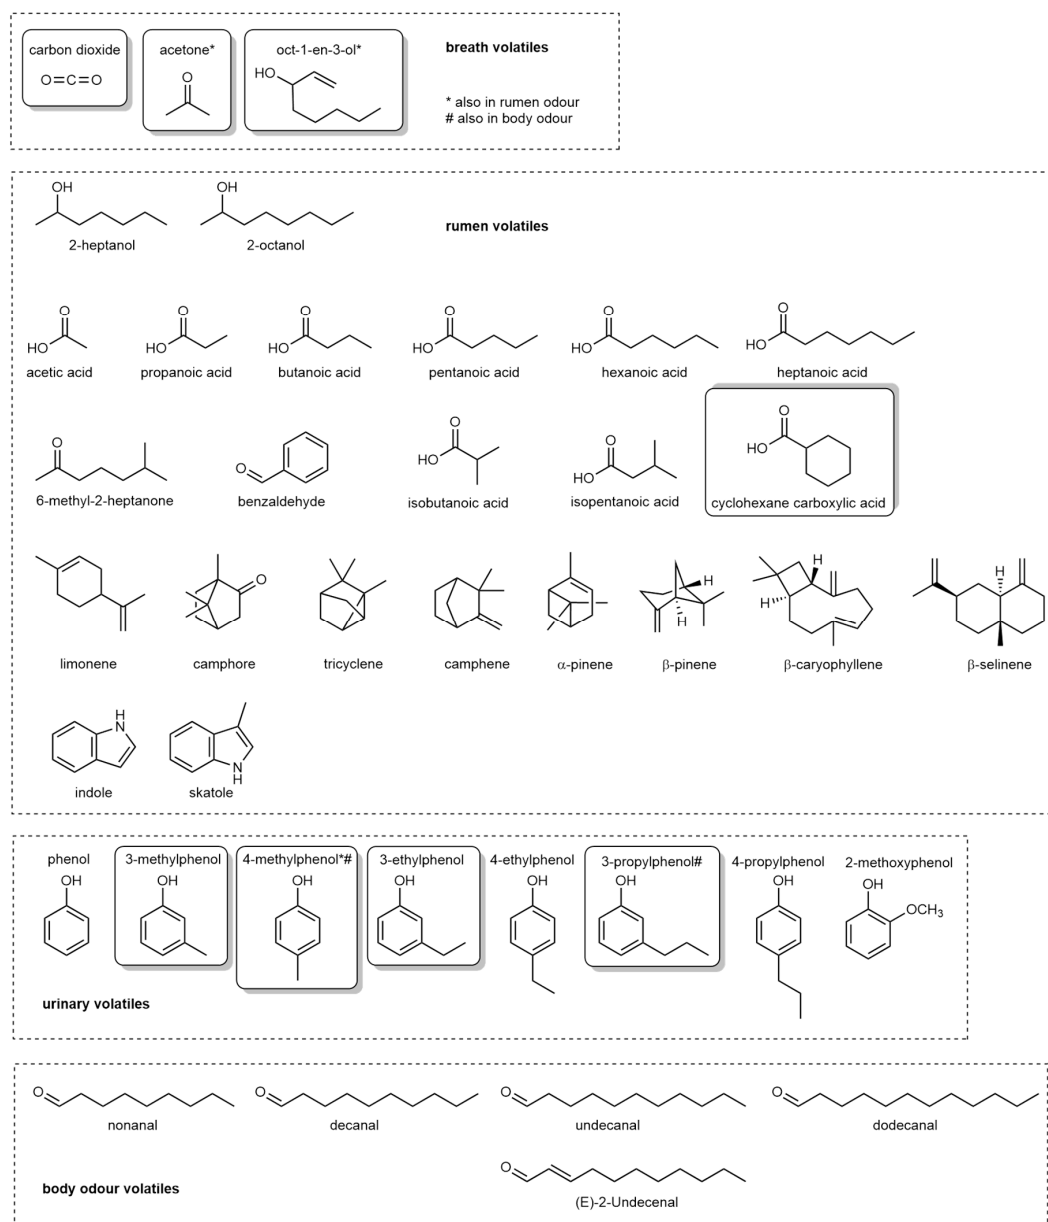 carbon dioxide
acetone*
oct-1-en-3-ol*
breath volatiles
O=C=O
O
HO
* also in rumen odour
# also in body odour
OH
OH
rumen volatiles
2-heptanol
2-octanol
O
O
O
O
O
O
HO
HO
HO
HO
HO
HO
acetic acid
propanoic acid
butanoic acid
pentanoic acid
hexanoic acid
heptanoic acid
O
O
O
O
O
HO
HO
HO
6-methyl-2-heptanone
benzaldehyde
isobutanoic acid
isopentanoic acid
cyclohexane carboxylic acid
O
H
H
H
H
H
limonene
camphore
tricyclene
camphene
α-pinene
β-pinene
β-caryophyllene
β-selinene
H
N
N
H
indole
skatole
phenol
3-methylphenol
4-methylphenol*#
3-ethylphenol
4-ethylphenol
3-propylphenol#
4-propylphenol
2-methoxyphenol
OH
OH
OH
OH
OH
OH
OH
OH
OCH3
urinary volatiles
O
O
O
O
nonanal
decanal
undecanal
dodecanal
O
body odour volatiles
(E)-2-Undecenal